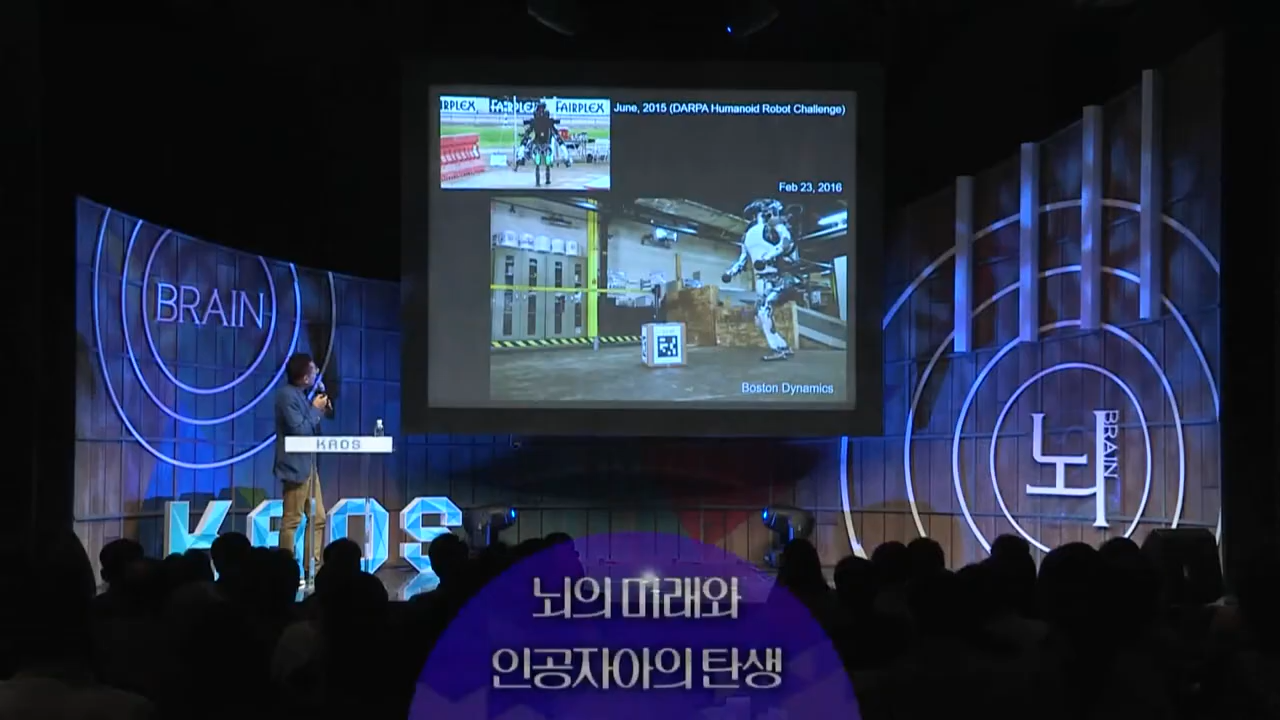 RPLEX FAIRPLEX FAIRPLEX
June, 2015 (DARPA Humanoid Robot Challenge)
Feb 23, 2016
Boston Dynamics
BRAIN
KAOS
KAOS
뇌
BRAIN
뇌의 미래와
인공자아의 탄생